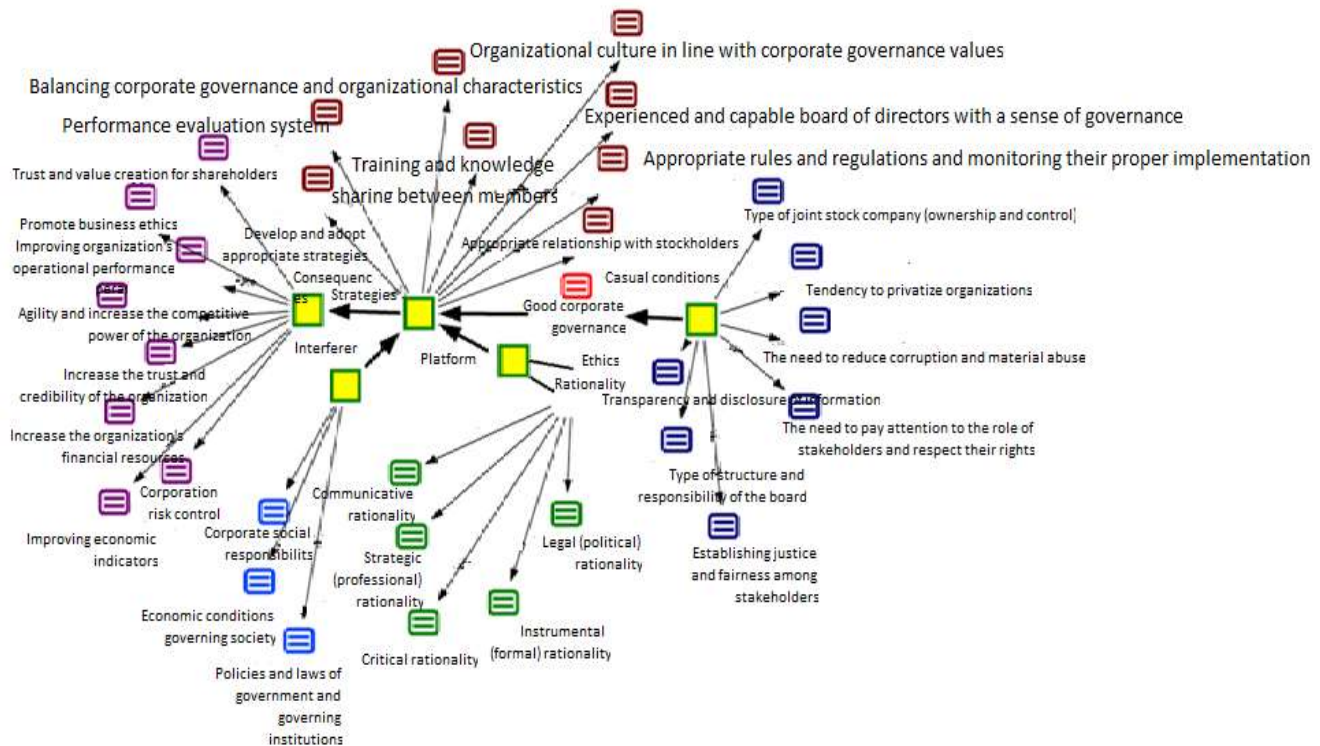 Organizational culture in line with corporate governance values
Balancing corporate governance and organizational characteristics
Experienced and capable board of directors with a sense of governance
Performance evaluation system
Training and knowledge
sharing between members
Appropriate rules and regulations and monitoring their proper implementation
Trust and value creation for shareholders
Type of joint stock company (ownership and control)
Promote business ethics
Develop and adopt
appropriate strategies
Appropriate relationship with stockholders
Improving organization's
operational performance
Consequenc
es
Strategies
Casual conditions
Tendency to privatize organizations
Good corporate
governance
Agility and increase the competitive
power of the organization
Interferer
Platform
Ethics
Rationality
The need to reduce corruption and material abuse
Increase the trust and
credibility of the organization
Transparency and disclosure of information
Increase the organization's
financial resources
The need to pay attention to the role of
stakeholders and respect their rights
Type of structure and
responsibility of the board
Corporation
risk control
Communicative
rationality
Improving economic
indicators
Corporate social
responsibilits
Strategic
(professional)
rationality
Legal (political)
rationality
Establishing justice
and fairness among
stakeholders
Economic conditions
governing society
Critical rationality
Instrumental
(formal) rationality
Policies and laws of
government and
governing
institutions